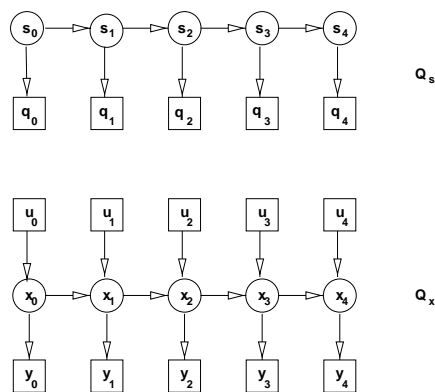 s0 s1 s2 s3 s4
Qs
q0 q1 q2 q3 q4
u0 u1 u2 u3 u4
x0 x1 x2 x3 x4
Qx
y0 y1 y2 y3 y4